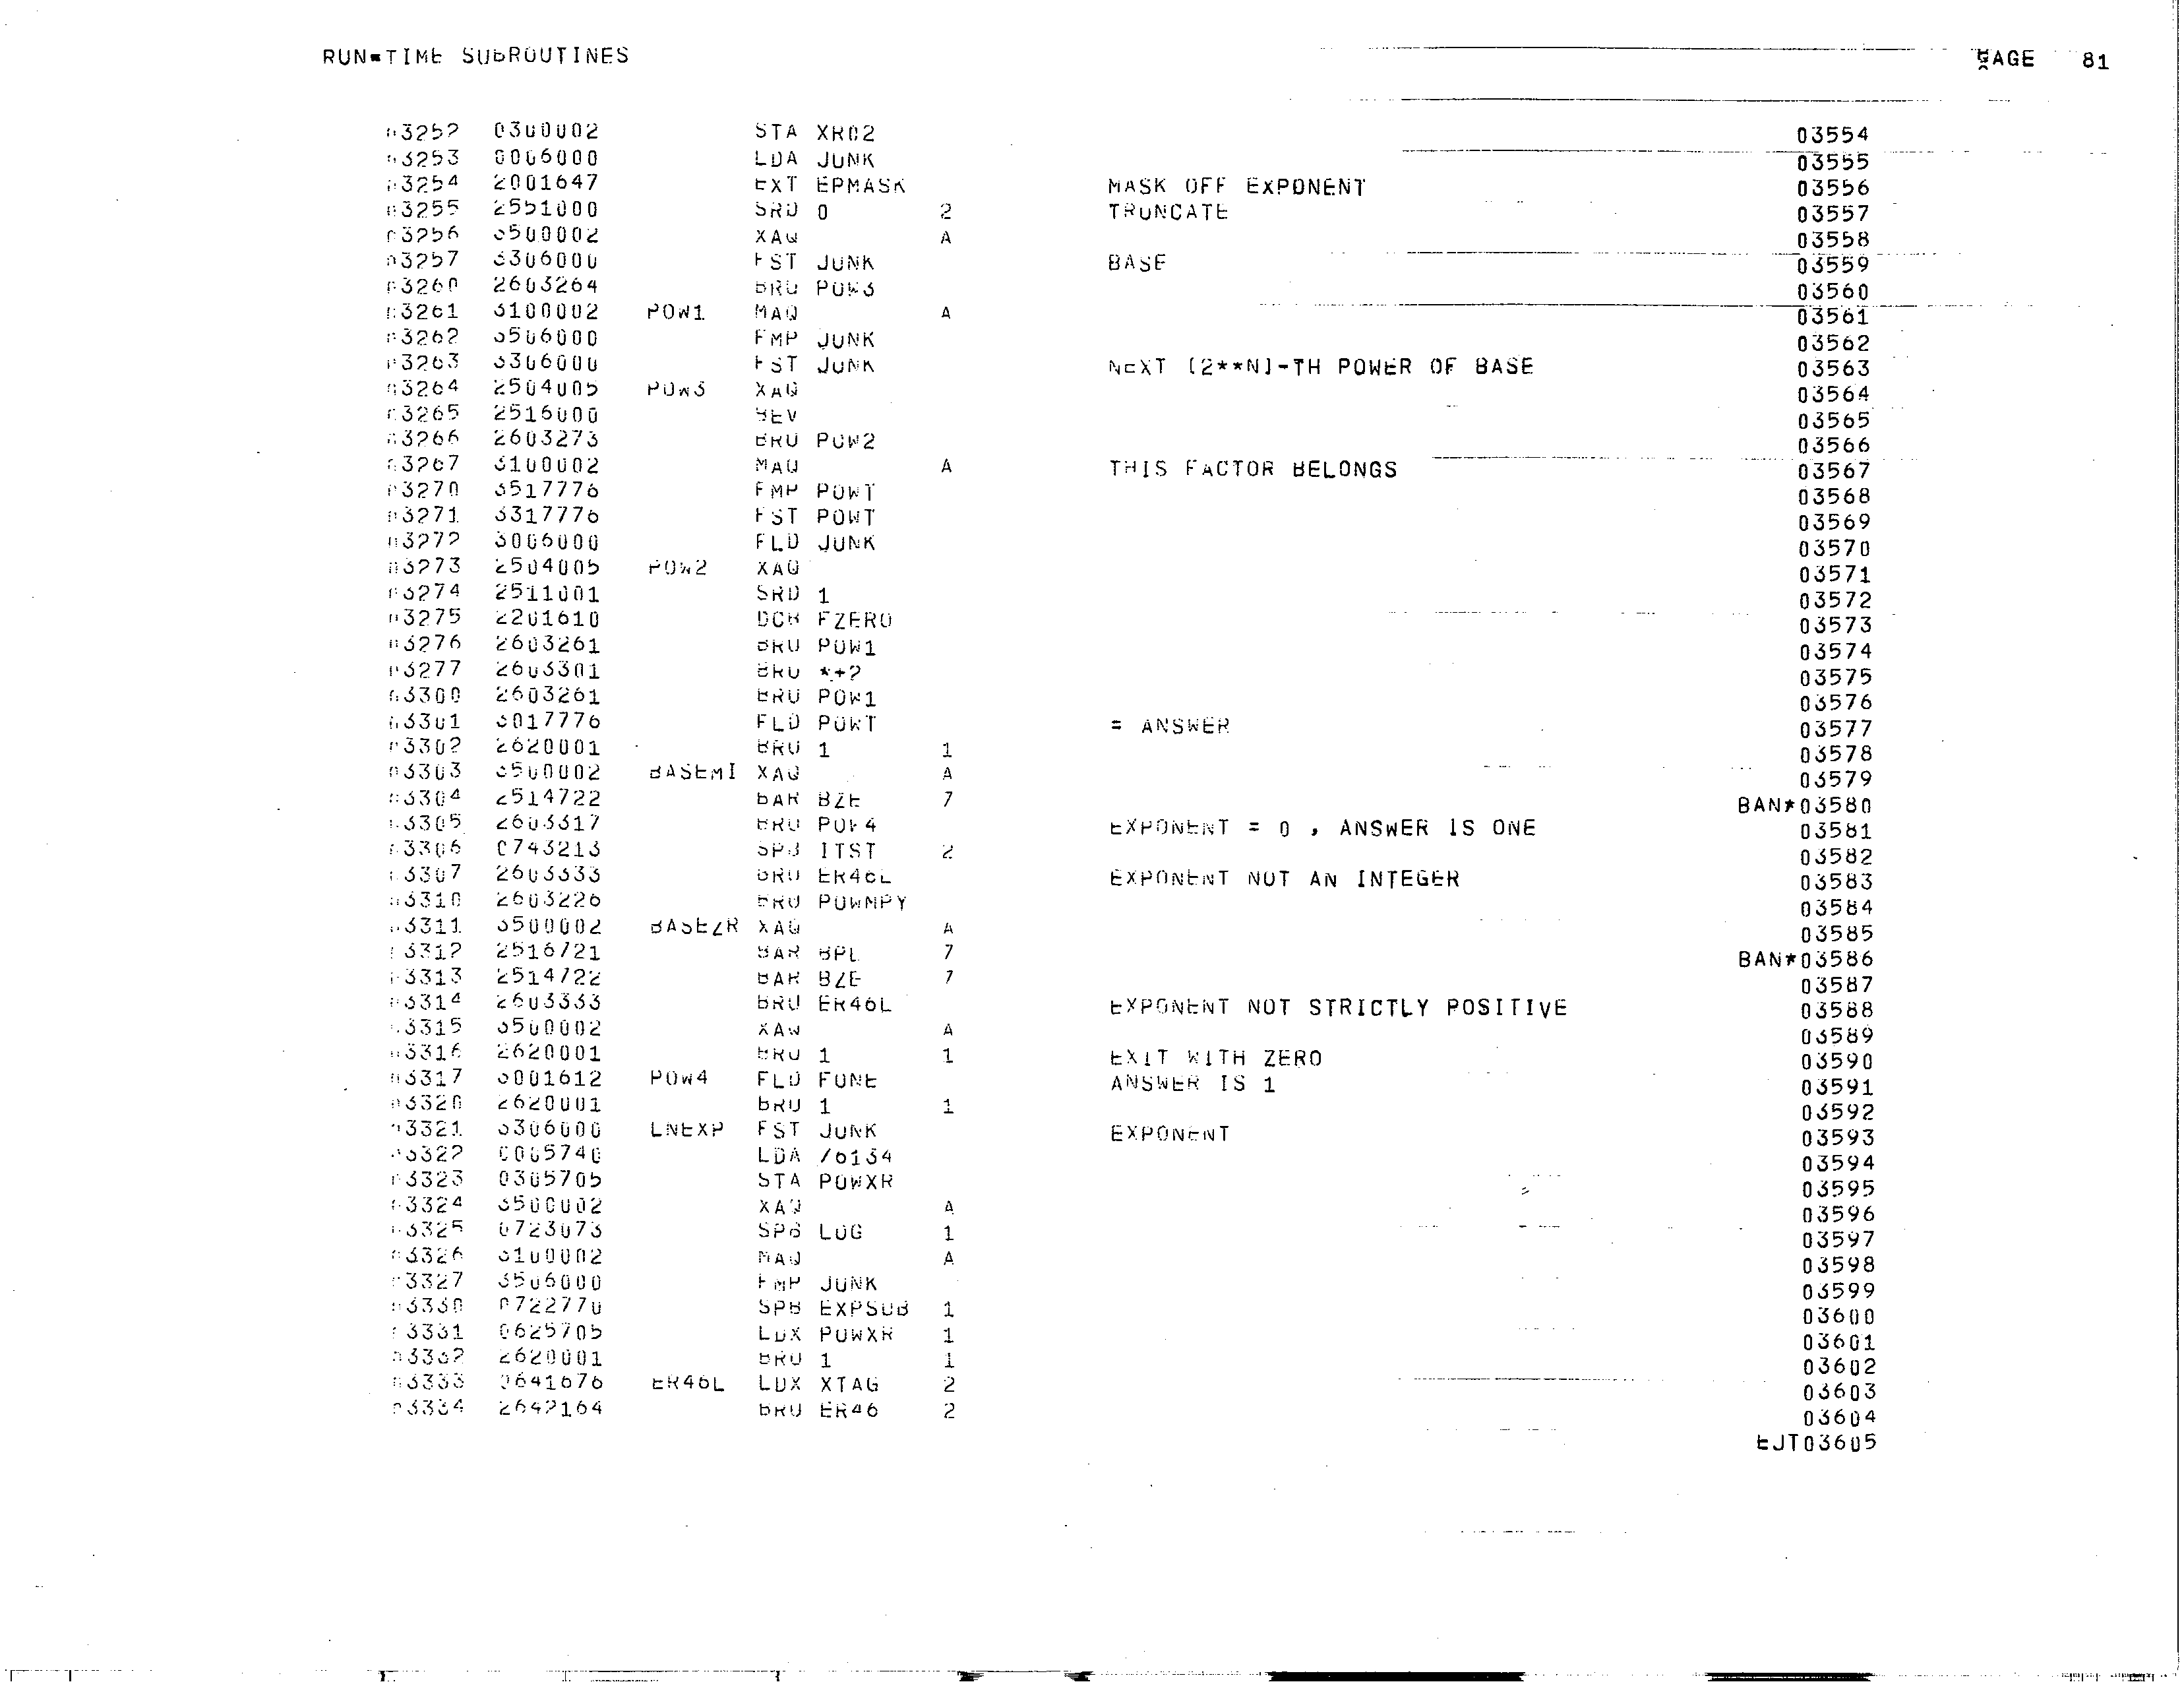 RUN-TIME SUBROUTINES PAGE 81
03252 0300002 STA XR02 03554
03253 0006000 LDA JUNK 03555
03254 2001647 EXT EPMASK MASK OFF EXPONENT 03556
03255 2551000 SRD 0 2 TRUNCATE 03557
03256 3500002 XAQ A 03558
03257 3306000 FST JUNK BASE 03559
03260 2603264 BRU POW3 03560
03261 3100002 POW1 MAQ A 03561
03262 3506000 FMP JUNK 03562
03263 3306000 FST JUNK NEXT [2**N]-TH POWER OF BASE 03563
03264 2504005 POW3 XAQ 03564
03265 2516000 BEV 03565
03266 2603273 BRU POW2 03566
03267 3100002 MAQ A THIS FACTOR BELONGS 03567
03270 3517776 FMP POWT 03568
03271 3317776 FST POWT 03569
03272 3006000 FLD JUNK 03570
03273 2504005 POW2 XAQ 03571
03274 2511001 SRD 1 03572
03275 2201610 DCB FZERO 03573
03276 2603261 BRU POW1 03574
03277 2603301 BRU *+2 03575
03300 2603261 BRU POW1 03576
03301 3017776 FLD POWT = ANSWER 03577
03302 2620001 BRU 1 1 03578
03303 3500002 BASEMI XAQ A 03579
03304 2514722 BAR BZE 7 BAN*03580
03305 2603317 BRU POW4 EXPONENT = 0 , ANSWER IS ONE 03581
03306 0743213 SPB ITST 2 03582
03307 2603333 BRU ER46L EXPONENT NOT AN INTEGER 03583
03310 2603226 BRU POWMPY 03584
03311 3500002 BASEZR XAQ A 03585
03312 2516721 BAR BPL 7 BAN*03586
03313 2514722 BAR BZE 7 03587
03314 2603333 BRU ER46L EXPONENT NOT STRICTLY POSITIVE 03588
03315 3500002 XAQ A 03589
03316 2620001 BRU 1 1 EXIT WITH ZERO 03590
03317 3001612 POW4 FLD FONE ANSWER IS 1 03591
03320 2620001 BRU 1 1 03592
03321 3306000 LNEXP FST JUNK EXPONENT 03593
03322 0005740 LDA /6134 03594
03323 0305705 STA POWXR 03595
03324 3500002 XAQ A 03596
03325 0723073 SPB LOG 1 03597
03326 3100002 MAQ A 03598
03327 3506000 FMP JUNK 03599
03330 0722770 SPB EXPSUB 1 03600
03331 0625705 LDX POWXR 1 03601
03332 2620001 BRU 1 1 03602
03333 0641676 ER46L LDX XTAG 2 03603
03334 2642164 BRU ER46 2 03604
EJT03605